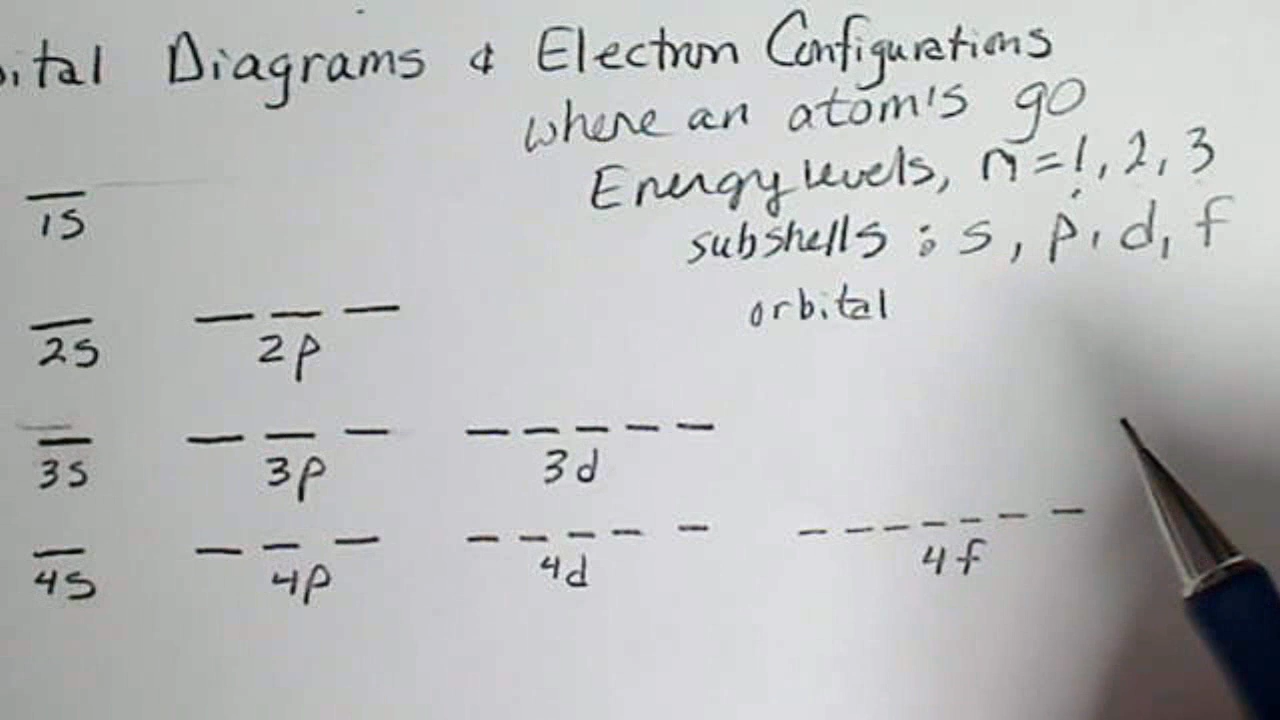 ital Diagrams & Electron Configurations
where an atom's go
Energy levels, n = 1, 2, 3
subshells : s, p, d, f
orbital
1s
2s 2p
3s 3p 3d
4s 4p 4d 4f